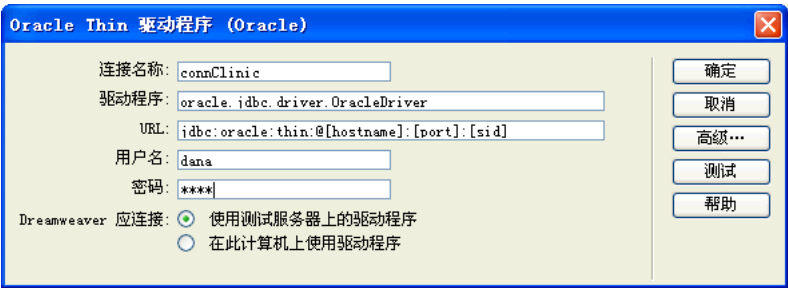 Oracle Thin 驱动程序 (Oracle)
连接名称: connClinic
确定
驱动程序: oracle.jdbc.driver.OracleDriver
取消
URL: jdbc:oracle:thin:@[hostname]:[port]:[sid]
高级…
用户名: dana
测试
密码: ****
帮助
Dreamweaver 应连接: 使用测试服务器上的驱动程序
在此计算机上使用驱动程序